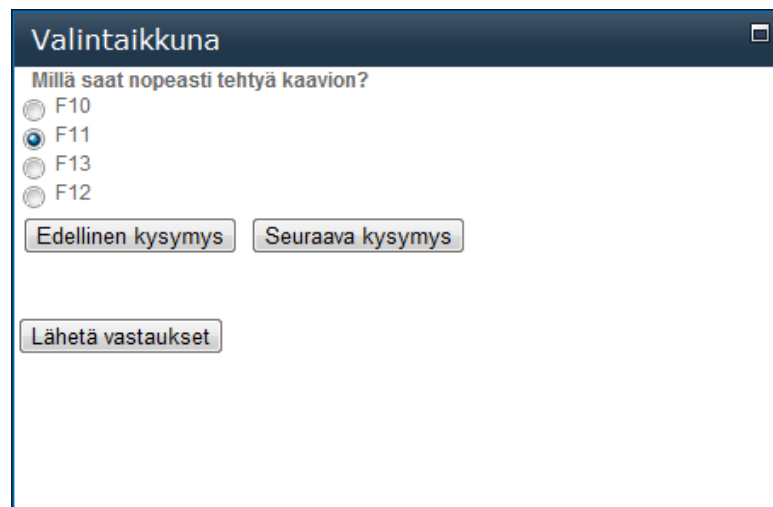 Valintaikkuna
Millä saat nopeasti tehtyä kaavion?
F10
F11
F13
F12
Edellinen kysymys Seuraava kysymys
Lähetä vastaukset